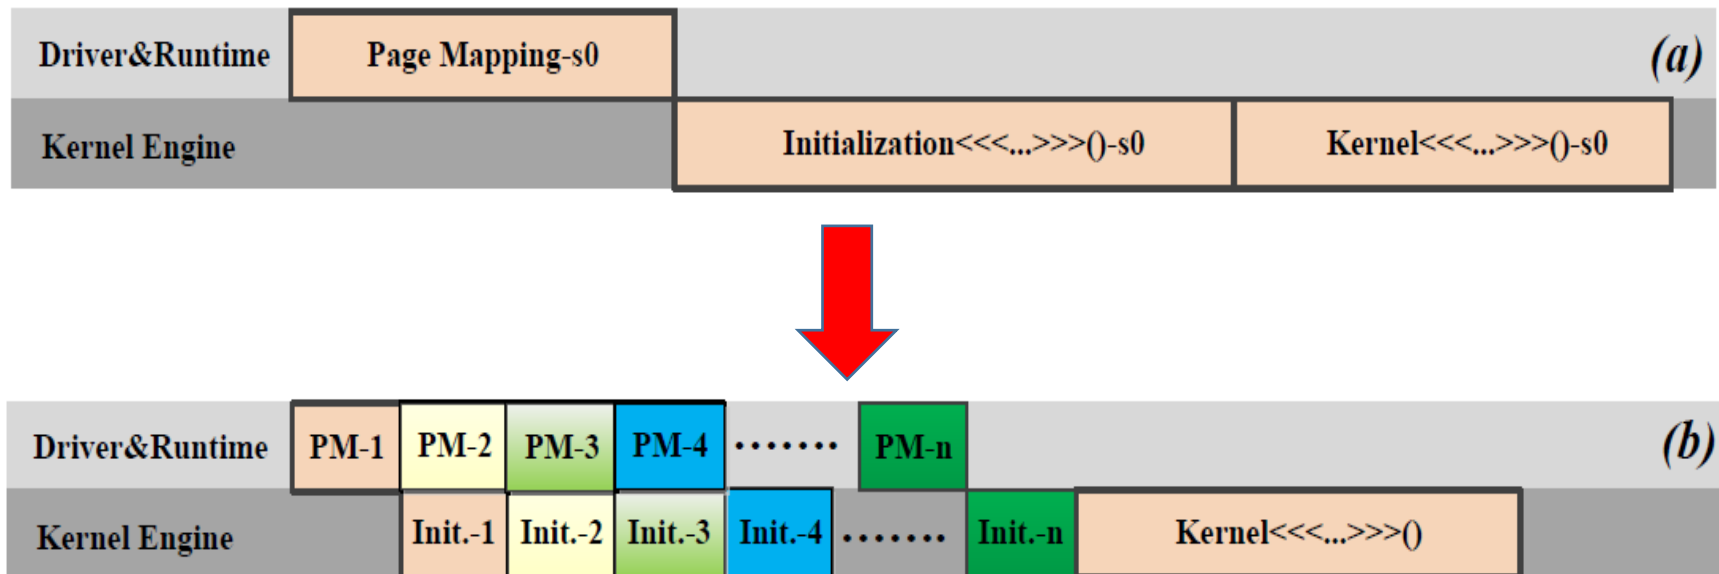 Driver&Runtime Page Mapping-s0 (a)
Kernel Engine Initialization<<<...>>>()-s0 Kernel<<<...>>>()-s0
Driver&Runtime PM-1 PM-2 PM-3 PM-4 ....... PM-n (b)
Kernel Engine Init.-1 Init.-2 Init.-3 Init.-4 ....... Init.-n Kernel<<<...>>>()